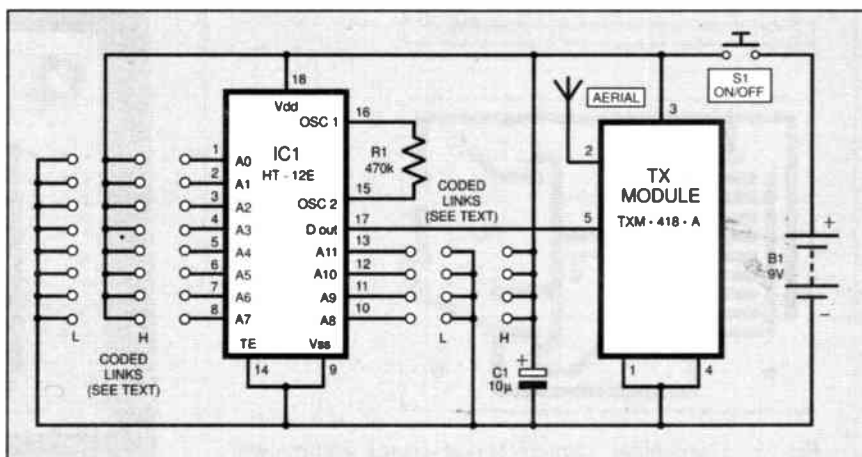 18
Vdd
OSC 1
16
IC1
HT - 12E
R1
470k
OSC 2
15
D out
17
1
A0
2
A1
3
A2
4
A3
5
A4
6
A5
7
A6
8
A7
A11
13
A10
12
A9
11
A8
10
TE
Vss
14
9
L
H
CODED
LINKS
(SEE TEXT)
CODED
LINKS
(SEE TEXT)
L
H
C1
10µ
+
AERIAL
2
3
TX
MODULE
TXM - 418 - A
5
1
4
S1
ON/OFF
+
B1
9V
−